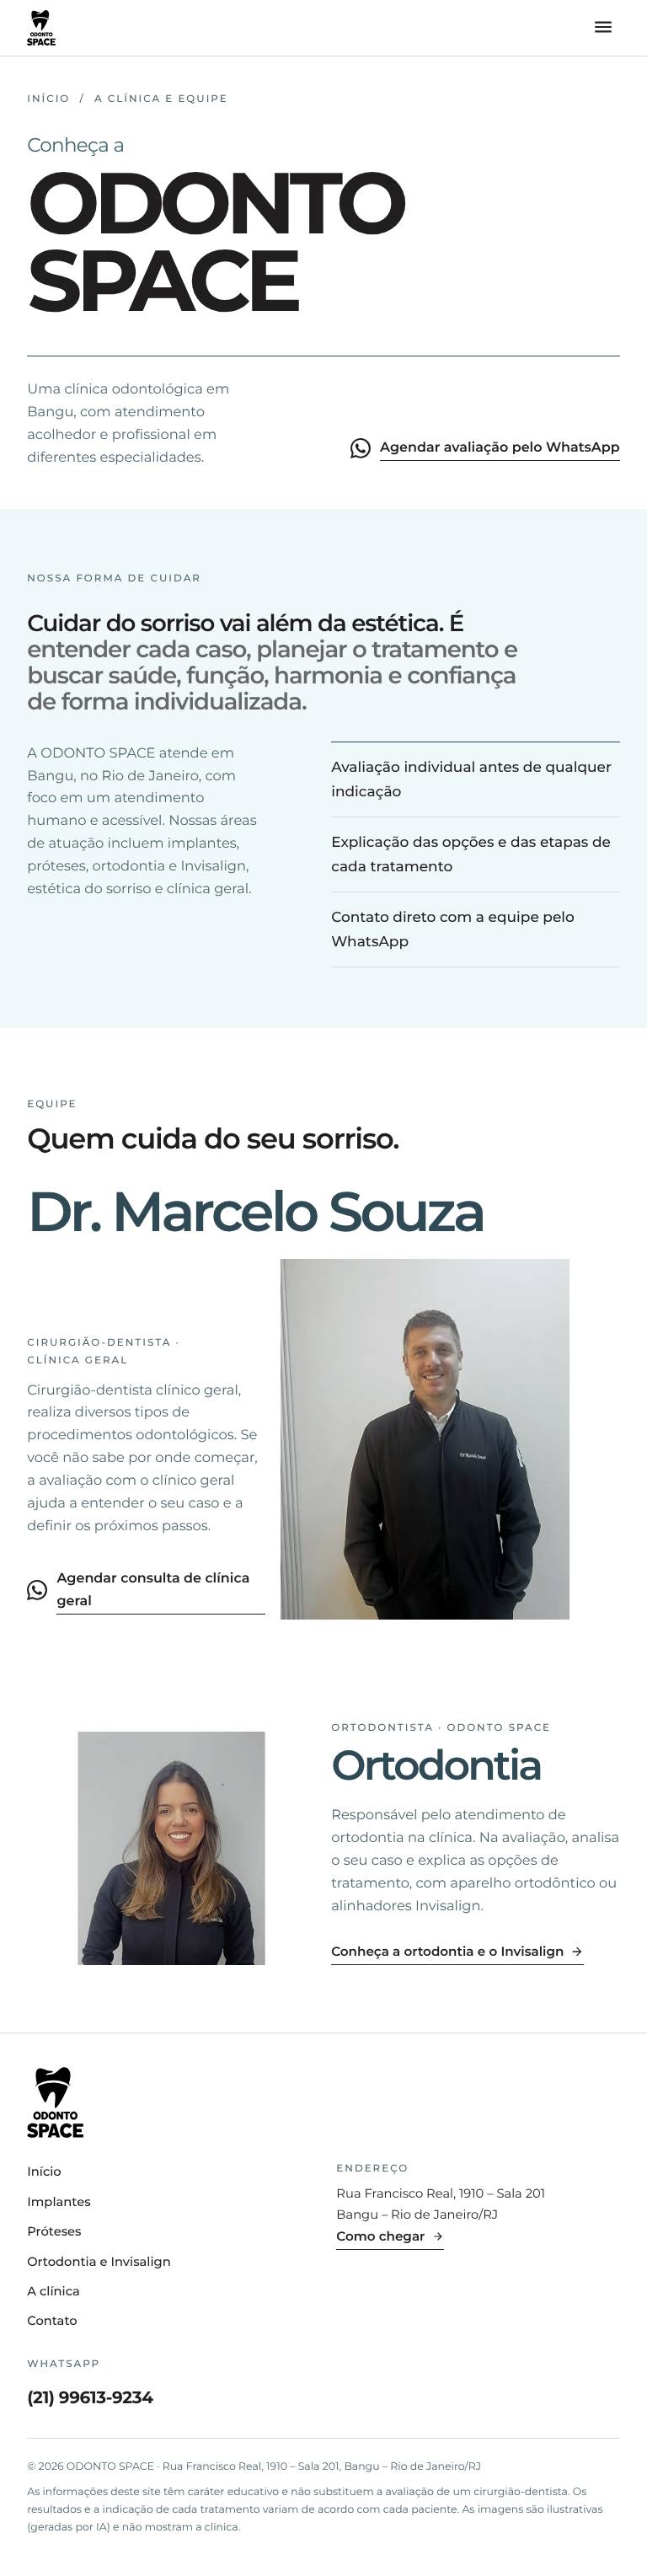 ODONTO
SPACE
INÍCIO / A CLÍNICA E EQUIPE
Conheça a
ODONTO
SPACE
Uma clínica odontológica em
Bangu, com atendimento
acolhedor e profissional em
diferentes especialidades.
Agendar avaliação pelo WhatsApp
NOSSA FORMA DE CUIDAR
Cuidar do sorriso vai além da estética. É
entender cada caso, planejar o tratamento e
buscar saúde, função, harmonia e confiança
de forma individualizada.
A ODONTO SPACE atende em
Bangu, no Rio de Janeiro, com
foco em um atendimento
humano e acessível. Nossas áreas
de atuação incluem implantes,
próteses, ortodontia e Invisalign,
estética do sorriso e clínica geral.
Avaliação individual antes de qualquer
indicação
Explicação das opções e das etapas de
cada tratamento
Contato direto com a equipe pelo
WhatsApp
EQUIPE
Quem cuida do seu sorriso.
Dr. Marcelo Souza
CIRURGIÃO-DENTISTA ·
CLÍNICA GERAL
Cirurgião-dentista clínico geral,
realiza diversos tipos de
procedimentos odontológicos. Se
você não sabe por onde começar,
a avaliação com o clínico geral
ajuda a entender o seu caso e a
definir os próximos passos.
Agendar consulta de clínica
geral
ORTODONTISTA · ODONTO SPACE
Ortodontia
Responsável pelo atendimento de
ortodontia na clínica. Na avaliação, analisa
o seu caso e explica as opções de
tratamento, com aparelho ortodôntico ou
alinhadores Invisalign.
Conheça a ortodontia e o Invisalign →
ODONTO
SPACE
Início
Implantes
Próteses
Ortodontia e Invisalign
A clínica
Contato
ENDEREÇO
Rua Francisco Real, 1910 – Sala 201
Bangu – Rio de Janeiro/RJ
Como chegar →
WHATSAPP
(21) 99613-9234
© 2026 ODONTO SPACE · Rua Francisco Real, 1910 – Sala 201, Bangu – Rio de Janeiro/RJ
As informações deste site têm caráter educativo e não substituem a avaliação de um cirurgião-dentista. Os
resultados e a indicação de cada tratamento variam de acordo com cada paciente. As imagens são ilustrativas
(geradas por IA) e não mostram a clínica.